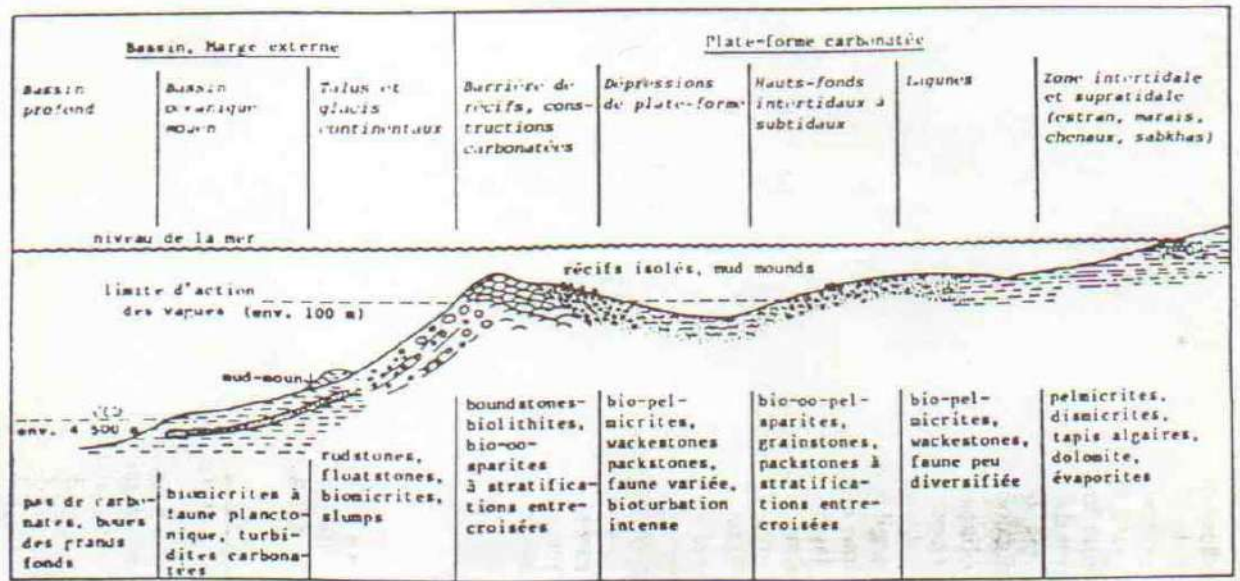 Bassin, Marge externe
Plate-forme carbonatée
Bassin
profond
Bassin
océanique
moyen
Talus et
glacis
continentaux
Barrière de
récifs, cons-
tructions
carbonatées
Dépressions
de plate-forme
Hauts-fonds
intertidaux à
subtidaux
Lagunes
Zone intertidale
et supratidale
(estran, marais,
chenaux, sabkhas)
niveau de la mer
récifs isolés, mud mounds
limite d'action
des vagues (env. 100 m)
mud-moun
env. 4 500 m
pas de carbo-
nates, boues
des grands
fonds
biomicrites à
faune plancto-
nique, turbi-
dites carbona-
tées
rudstones,
floatstones,
biomicrites,
slumps
boundstones-
biolithites,
bio-oo-
sparites
à stratifica-
tions entre-
croisées
bio-pel-
micrites,
wackestones
packstones,
faune variée,
bioturbation
intense
bio-oo-pel-
sparites,
grainstones,
packstones à
stratifica-
tions entre-
croisées
bio-pel-
micrites,
wackestones,
faune peu
diversifiée
pelmicrites,
dismicrites,
tapis algaires,
dolomite,
évaporites